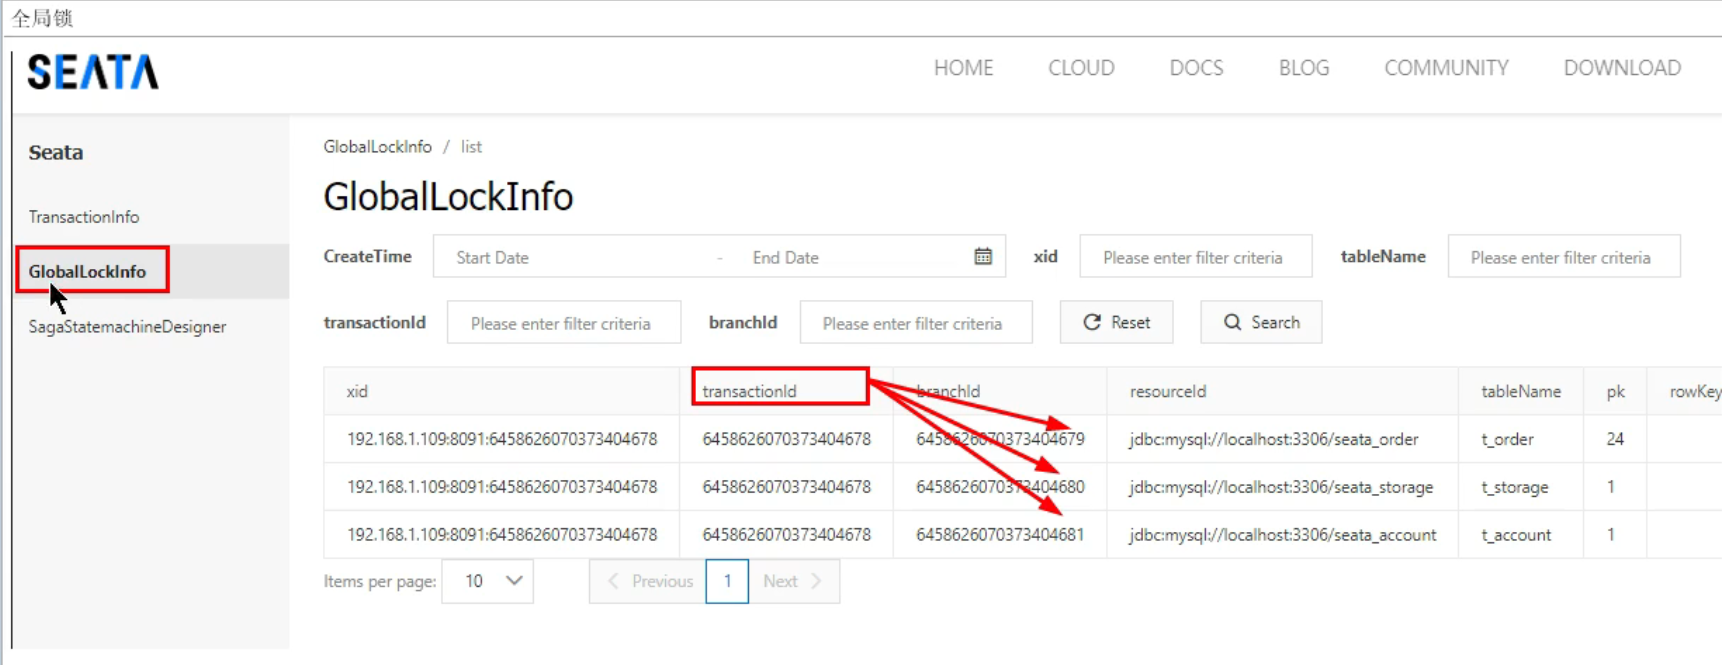 全局锁
SEATA
HOME CLOUD DOCS BLOG COMMUNITY DOWNLOAD
Seata
TransactionInfo
GlobalLockInfo
SagaStatemachineDesigner
GlobalLockInfo / list
GlobalLockInfo
CreateTime Start Date - End Date xid Please enter filter criteria tableName Please enter filter criteria
transactionId Please enter filter criteria branchId Please enter filter criteria Reset Search
xid transactionId branchId resourceId tableName pk rowKey
192.168.1.109:8091:6458626070373404678 6458626070373404678 6458626070373404679 jdbc:mysql://localhost:3306/seata_order t_order 24
192.168.1.109:8091:6458626070373404678 6458626070373404678 6458626070373404680 jdbc:mysql://localhost:3306/seata_storage t_storage 1
192.168.1.109:8091:6458626070373404678 6458626070373404678 6458626070373404681 jdbc:mysql://localhost:3306/seata_account t_account 1
Items per page: 10 Previous 1 Next